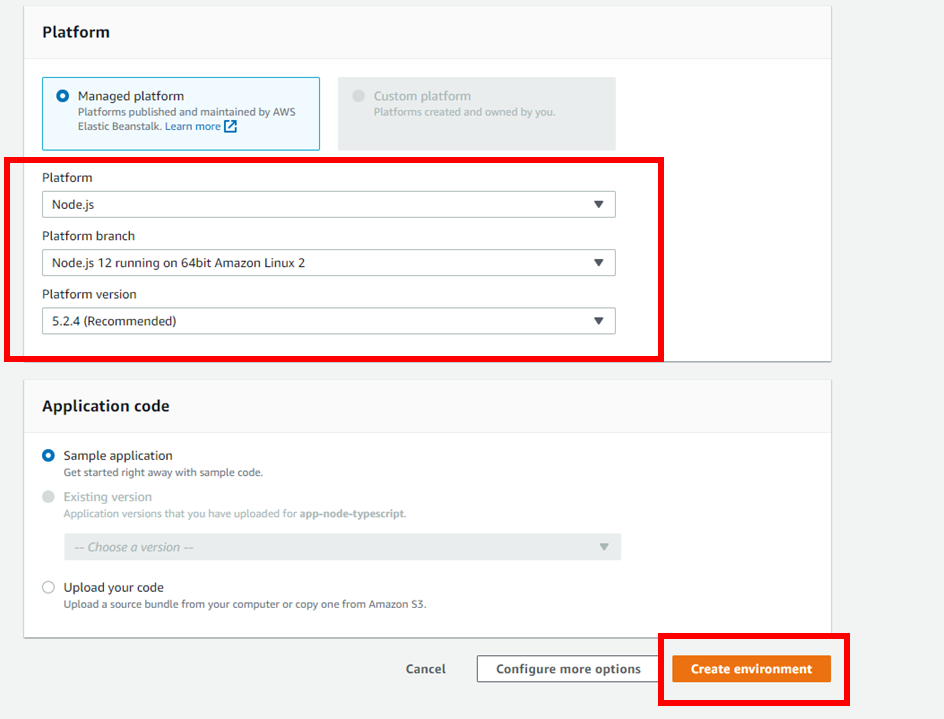 Platform
Managed platform
Platforms published and maintained by AWS
Elastic Beanstalk. Learn more
Custom platform
Platforms created and owned by you.
Platform
Node.js
Platform branch
Node.js 12 running on 64bit Amazon Linux 2
Platform version
5.2.4 (Recommended)
Application code
Sample application
Get started right away with sample code.
Existing version
Application versions that you have uploaded for app-node-typescript.
-- Choose a version --
Upload your code
Upload a source bundle from your computer or copy one from Amazon S3.
Cancel
Configure more options
Create environment